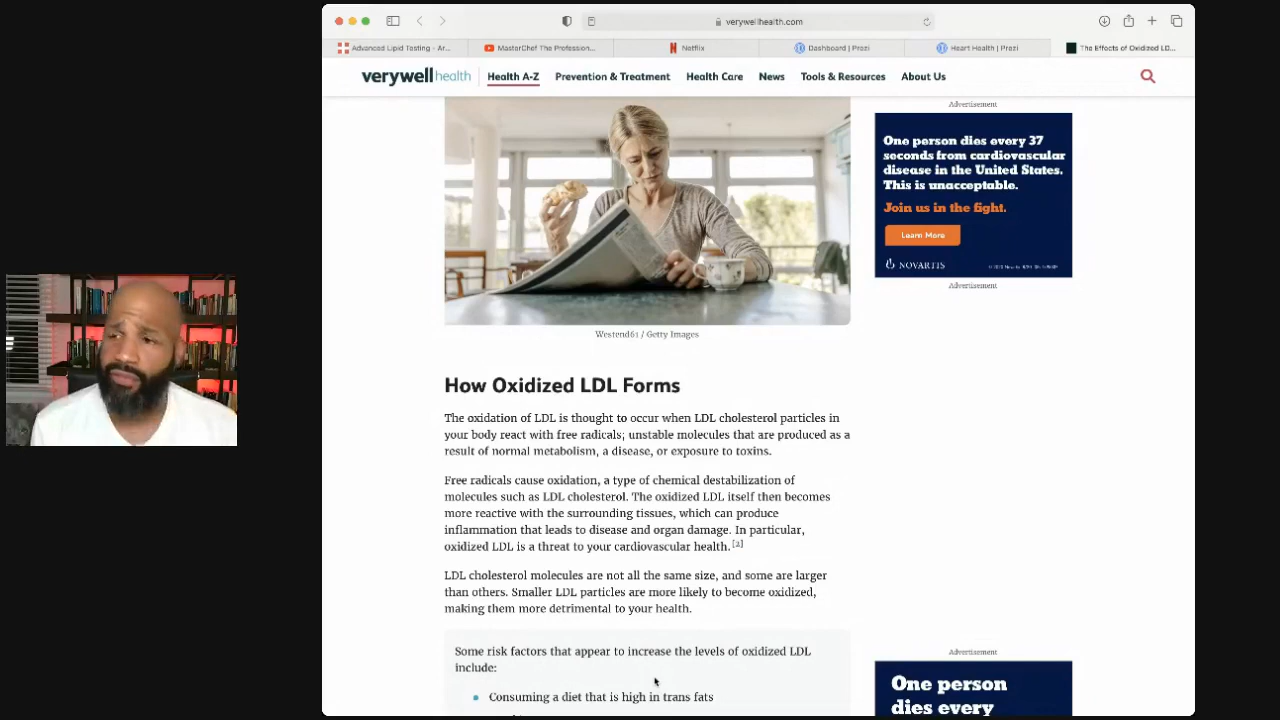 verywellhealth.com
Advanced Lipid Testing - Ar...
MasterChef The Profession...
Netflix
Dashboard | Prozi
Heart Health | Prozi
The Effects of Oxidized LD...
verywell health
Health A-Z
Prevention & Treatment
Health Care
News
Tools & Resources
About Us
Advertisement
One person dies every 37
seconds from cardiovascular
disease in the United States.
This is unacceptable.
Join us in the fight.
Learn More
NOVARTIS
Advertisement
Westend61 / Getty Images
How Oxidized LDL Forms
The oxidation of LDL is thought to occur when LDL cholesterol particles in
your body react with free radicals; unstable molecules that are produced as a
result of normal metabolism, a disease, or exposure to toxins.
Free radicals cause oxidation, a type of chemical destabilization of
molecules such as LDL cholesterol. The oxidized LDL itself then becomes
more reactive with the surrounding tissues, which can produce
inflammation that leads to disease and organ damage. In particular,
oxidized LDL is a threat to your cardiovascular health.[2]
LDL cholesterol molecules are not all the same size, and some are larger
than others. Smaller LDL particles are more likely to become oxidized,
making them more detrimental to your health.
Some risk factors that appear to increase the levels of oxidized LDL
include:
Consuming a diet that is high in trans fats
Advertisement
One person
dies every